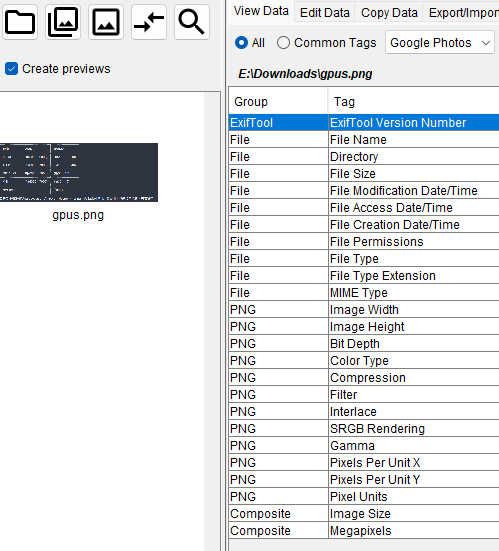 View Data Edit Data Copy Data Export/Import
All Common Tags Google Photos
Create previews
E:\Downloads\gpus.png
Group Tag
ExifTool ExifTool Version Number
File File Name
File Directory
File File Size
gpus.png
File File Modification Date/Time
File File Access Date/Time
File File Creation Date/Time
File File Permissions
File File Type
File File Type Extension
File MIME Type
PNG Image Width
PNG Image Height
PNG Bit Depth
PNG Color Type
PNG Compression
PNG Filter
PNG Interlace
PNG SRGB Rendering
PNG Gamma
PNG Pixels Per Unit X
PNG Pixels Per Unit Y
PNG Pixel Units
Composite Image Size
Composite Megapixels